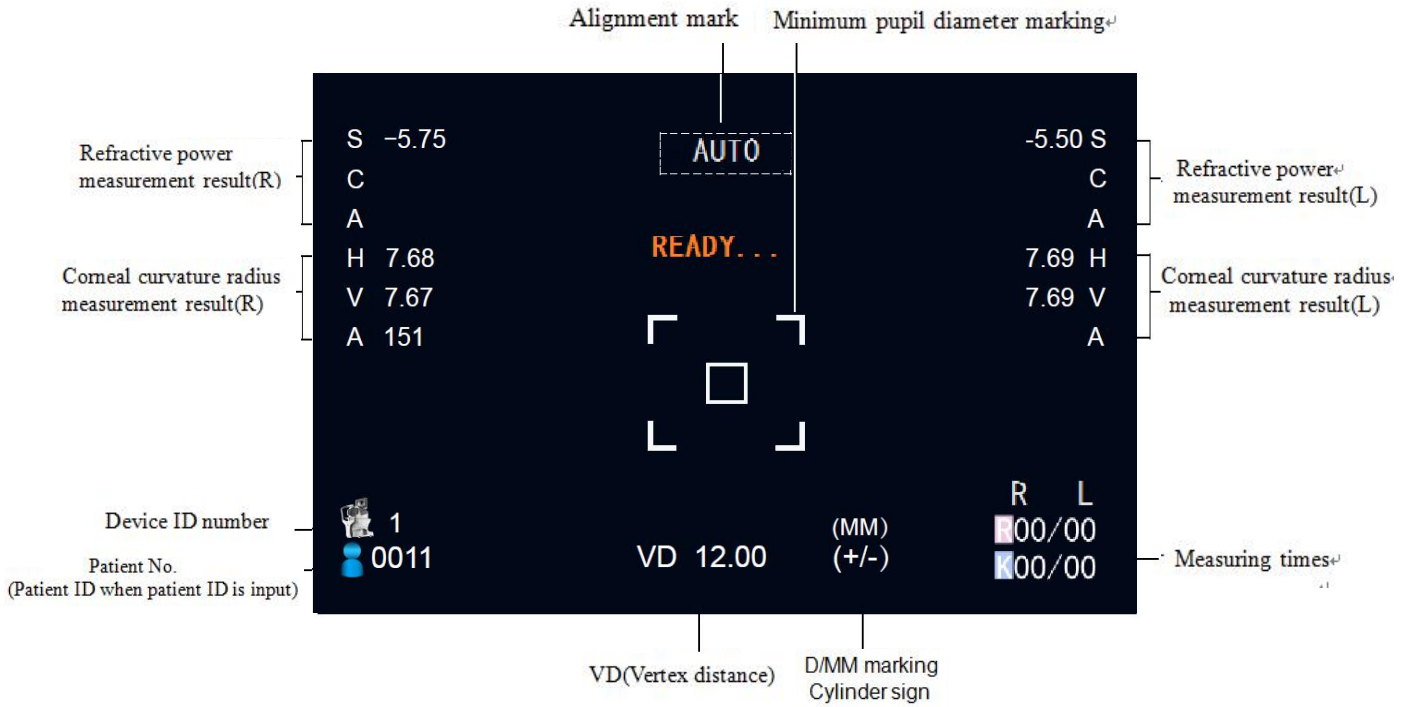 Alignment mark
Minimum pupil diameter marking
S −5.75
C
A
H 7.68
V 7.67
A 151
AUTO
READY...
-5.50 S
C
A
7.69 H
7.69 V
A
Refractive power
measurement result(R)
Corneal curvature radius
measurement result(R)
Refractive power
measurement result(L)
Corneal curvature radius
measurement result(L)
Device ID number
Patient No.
(Patient ID when patient ID is input)
1
0011
VD 12.00
(MM)
(+/-)
R L
R00/00
K00/00
Measuring times
VD(Vertex distance)
D/MM marking
Cylinder sign